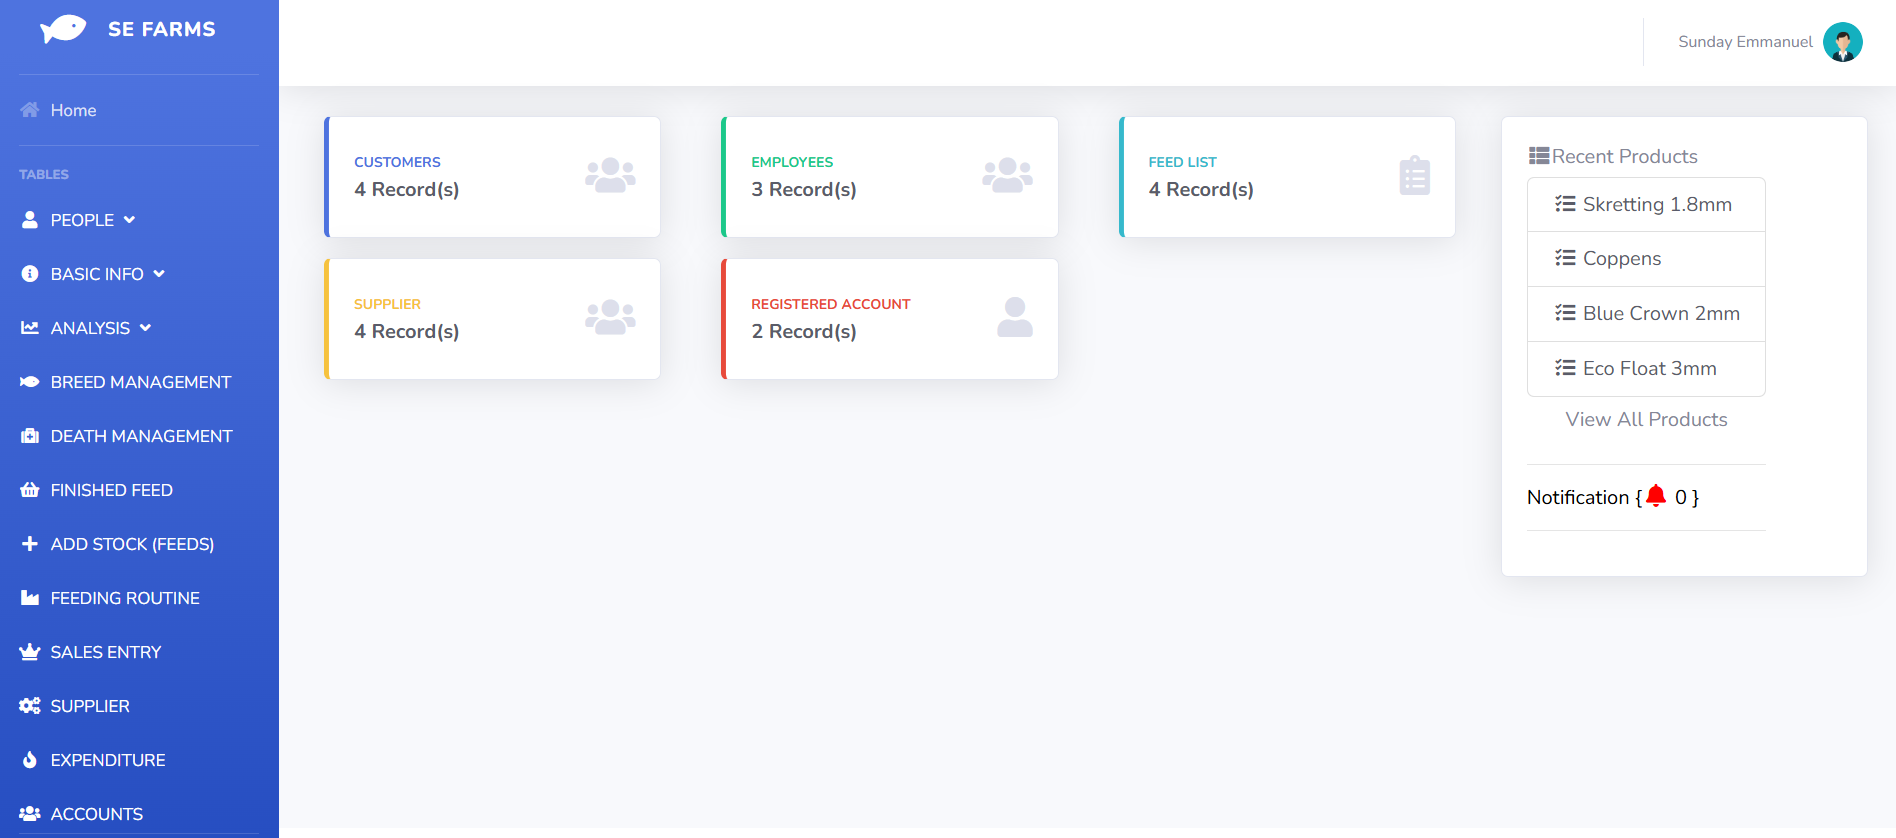 SE FARMS
Home
TABLES
PEOPLE
BASIC INFO
ANALYSIS
BREED MANAGEMENT
DEATH MANAGEMENT
FINISHED FEED
ADD STOCK (FEEDS)
FEEDING ROUTINE
SALES ENTRY
SUPPLIER
EXPENDITURE
ACCOUNTS
Sunday Emmanuel
CUSTOMERS
4 Record(s)
EMPLOYEES
3 Record(s)
FEED LIST
4 Record(s)
SUPPLIER
4 Record(s)
REGISTERED ACCOUNT
2 Record(s)
Recent Products
Skretting 1.8mm
Coppens
Blue Crown 2mm
Eco Float 3mm
View All Products
Notification { 0 }